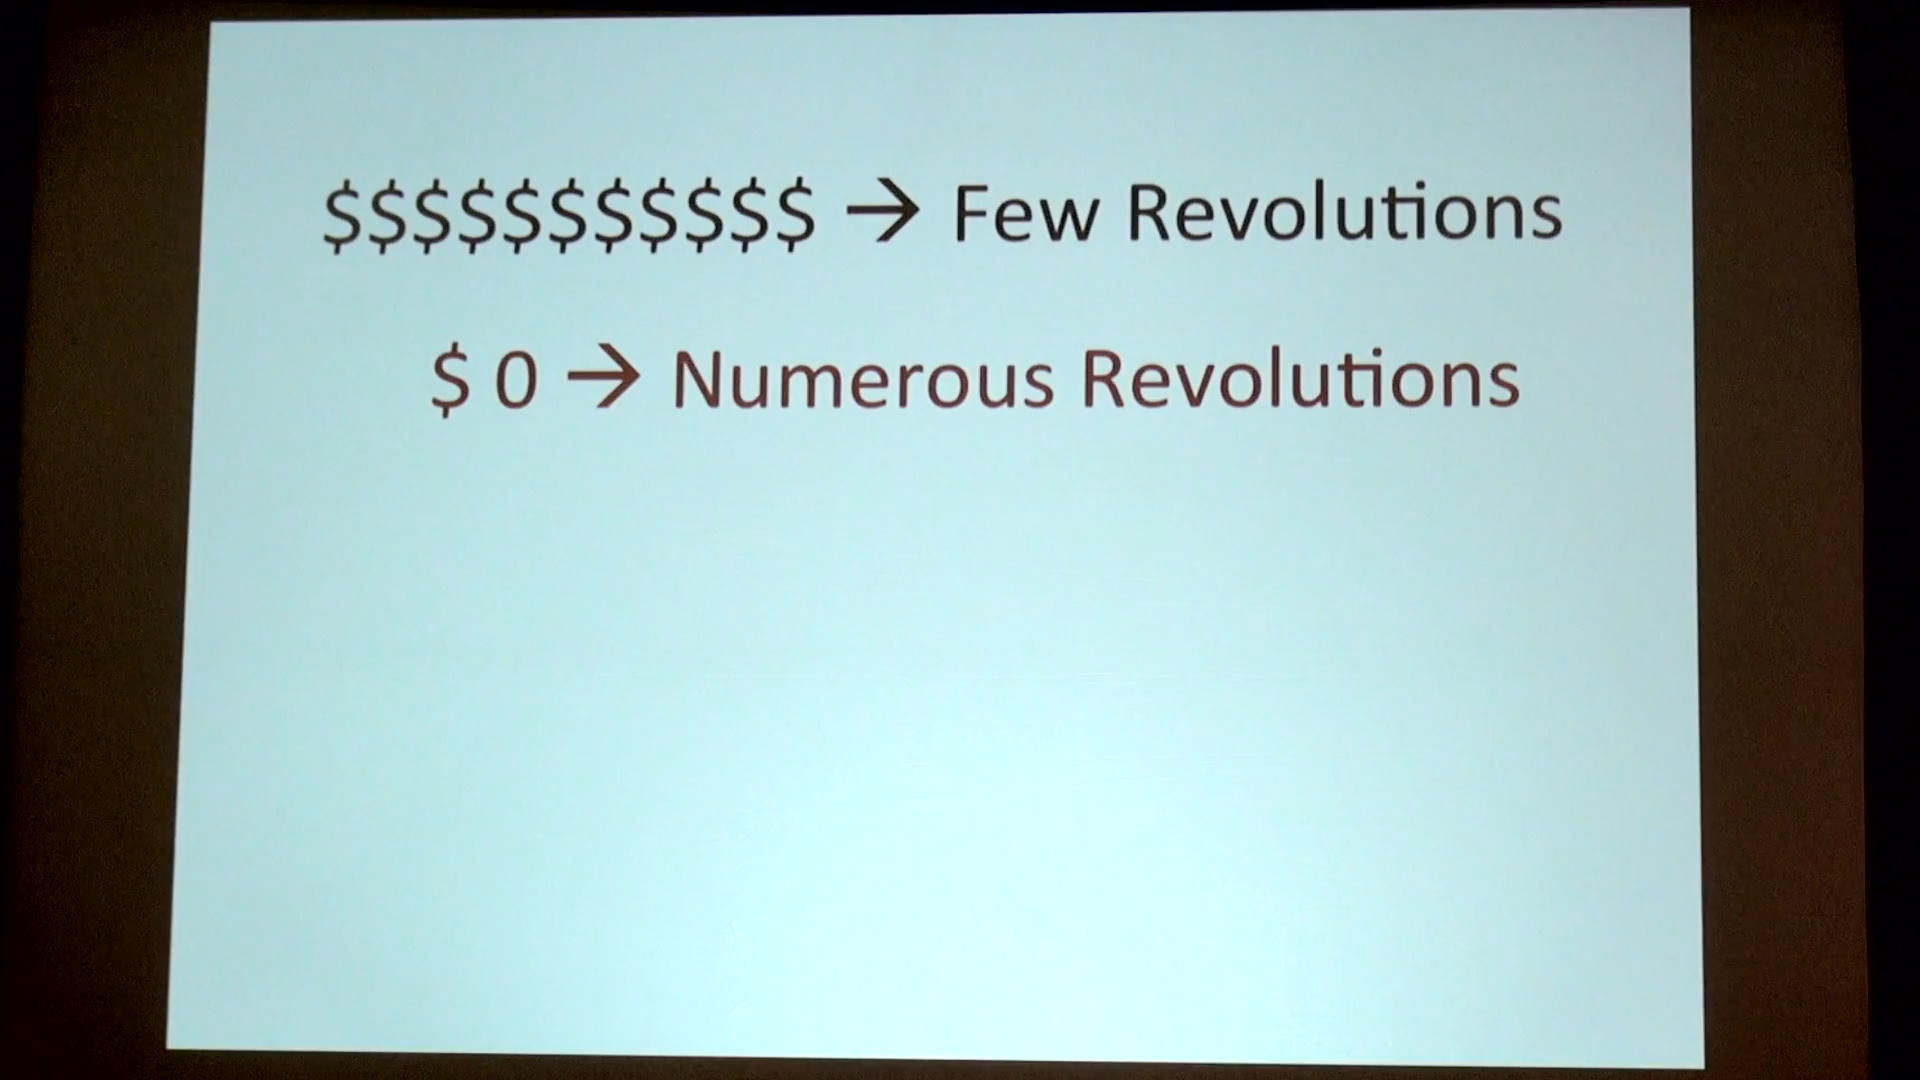 $$$$$$$$$$$ → Few Revolutions
$ 0 → Numerous Revolutions